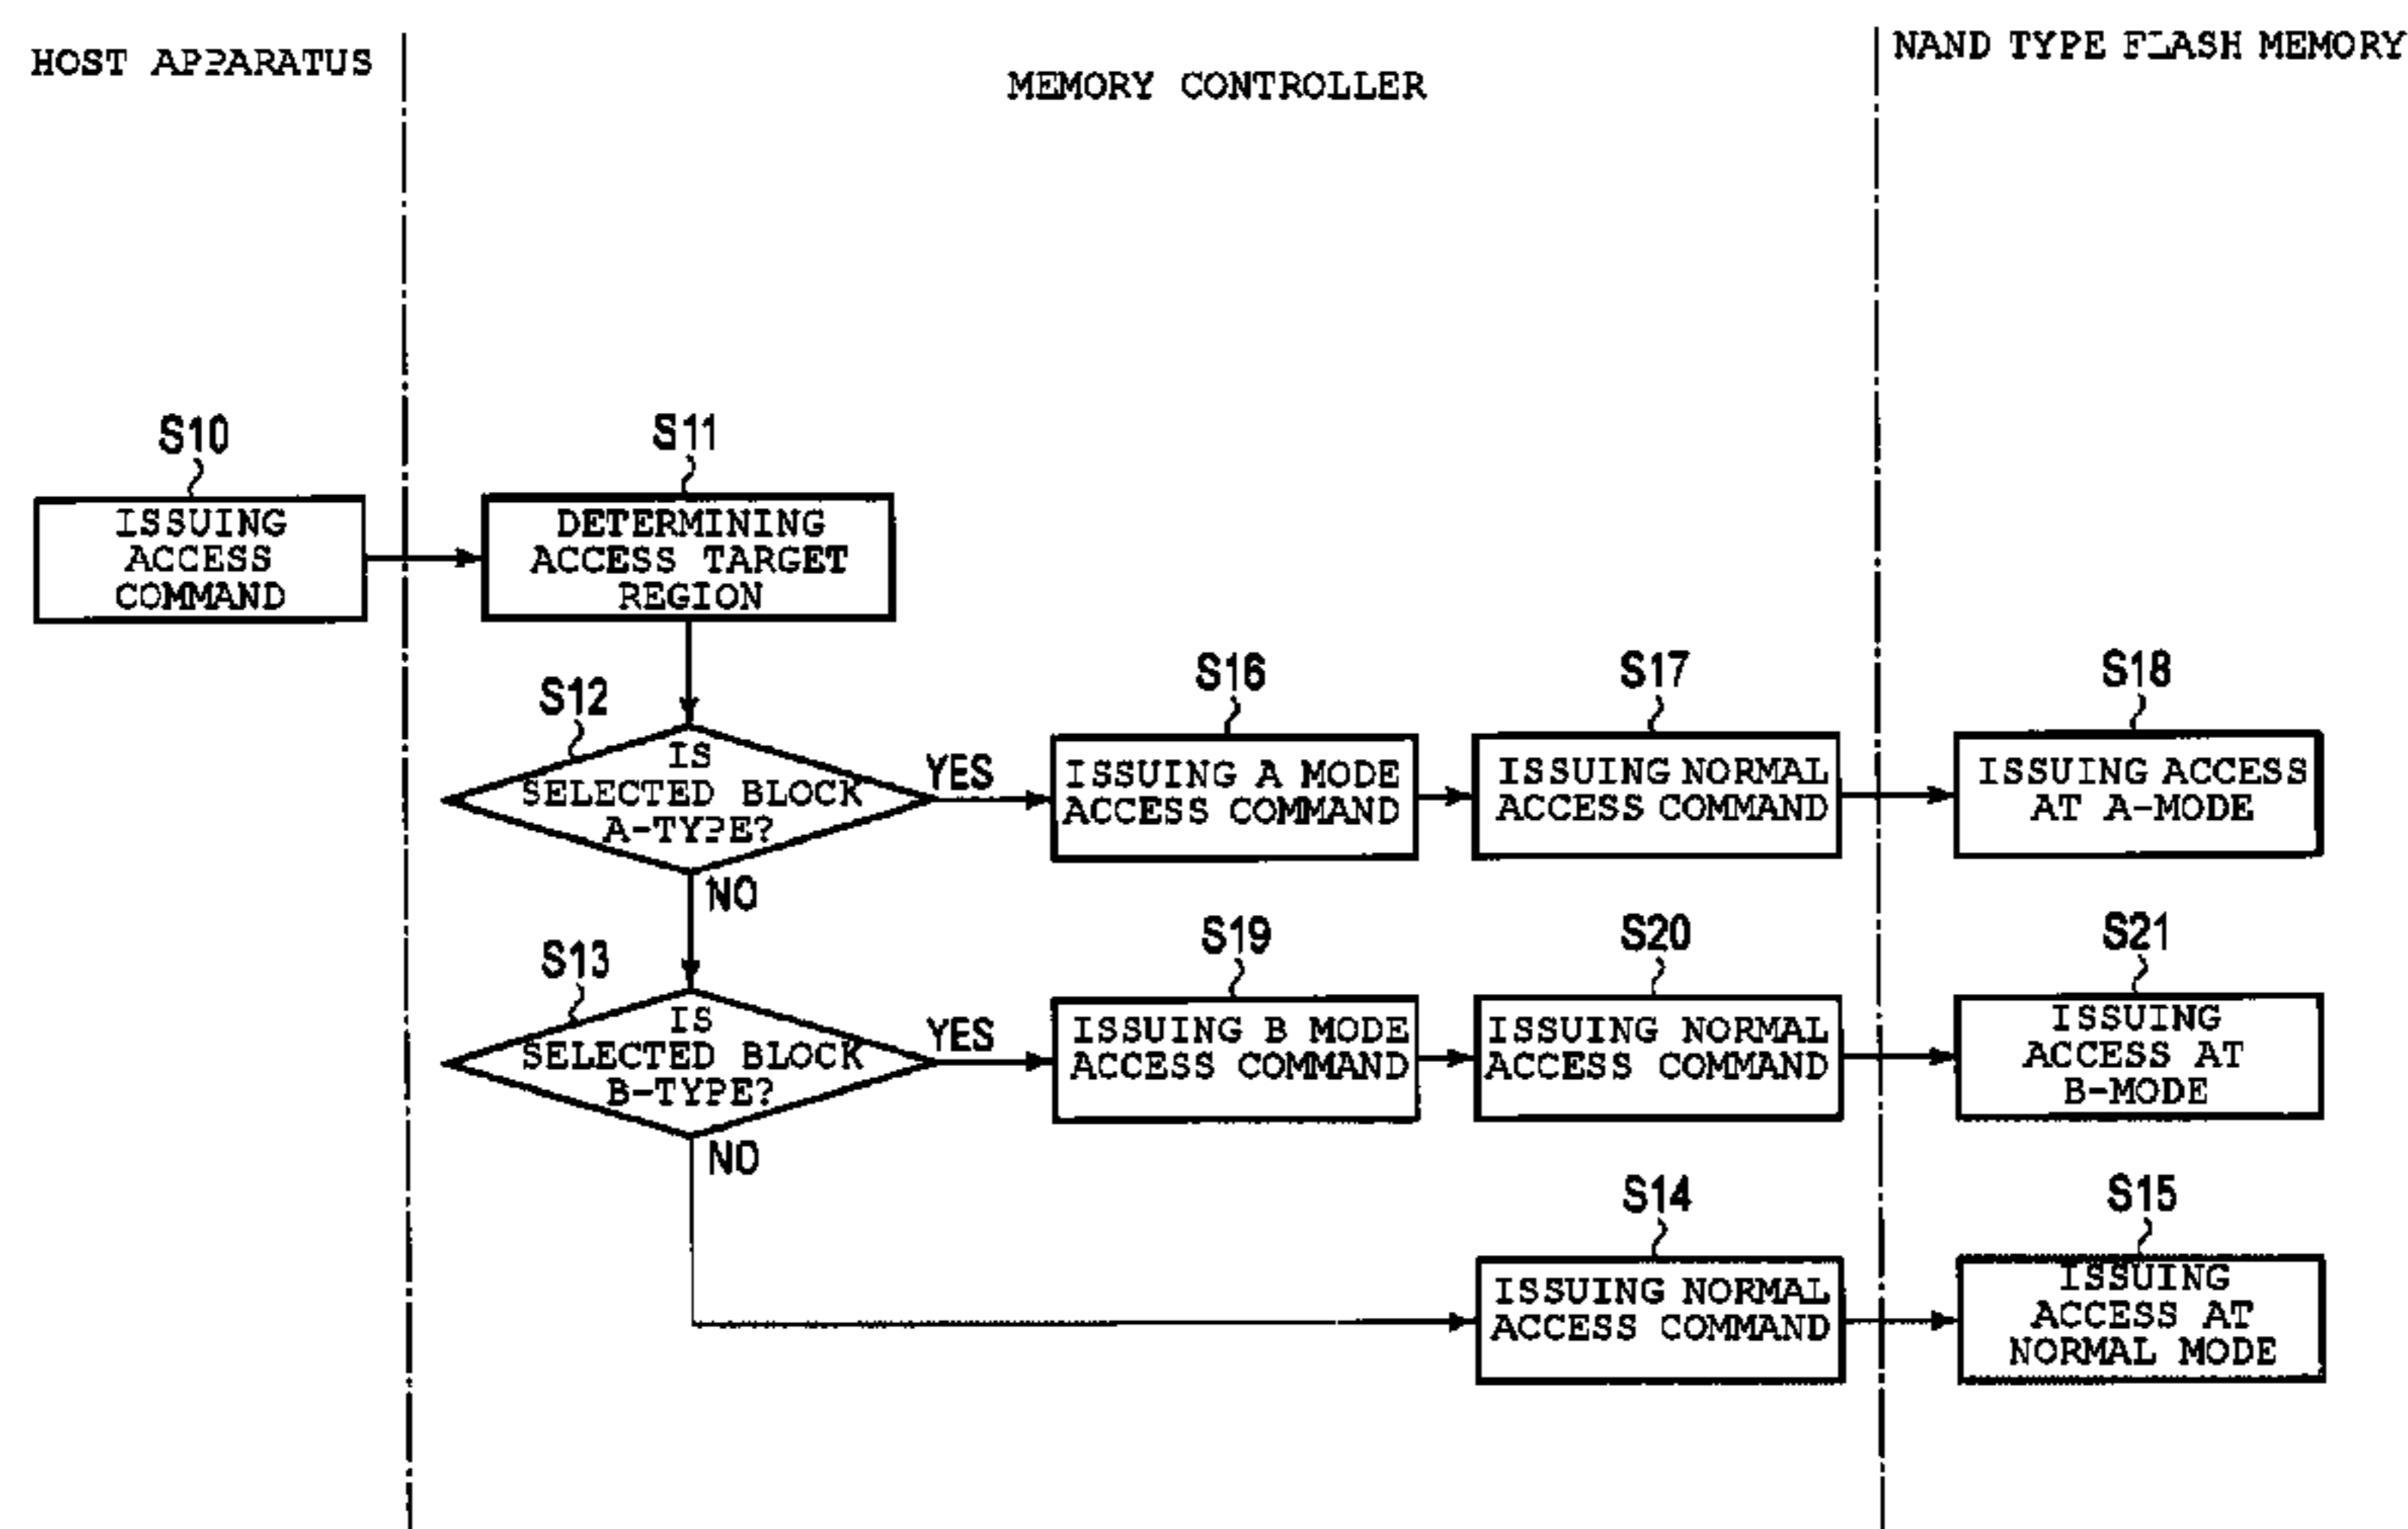 HOST APPARATUS
MEMORY CONTROLLER
NAND TYPE FLASH MEMORY
S10
ISSUING
ACCESS
COMMAND
S11
DETERMINING
ACCESS TARGET
REGION
S12
IS
SELECTED BLOCK
A-TYPE?
YES
NO
S16
ISSUING A MODE
ACCESS COMMAND
S17
ISSUING NORMAL
ACCESS COMMAND
S18
ISSUING ACCESS
AT A-MODE
S13
IS
SELECTED BLOCK
B-TYPE?
YES
NO
S19
ISSUING B MODE
ACCESS COMMAND
S20
ISSUING NORMAL
ACCESS COMMAND
S21
ISSUING
ACCESS AT
B-MODE
S14
ISSUING NORMAL
ACCESS COMMAND
S15
ISSUING
ACCESS AT
NORMAL MODE